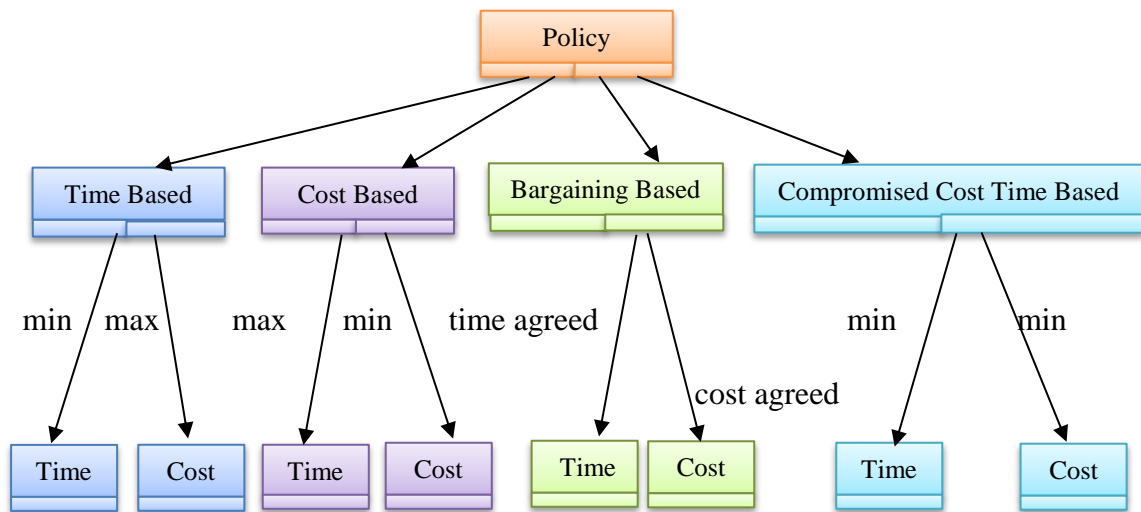 Policy
Time Based
Cost Based
Bargaining Based
Compromised Cost Time Based
min
max
max
min
time agreed
min
min
cost agreed
Time
Cost
Time
Cost
Time
Cost
Time
Cost